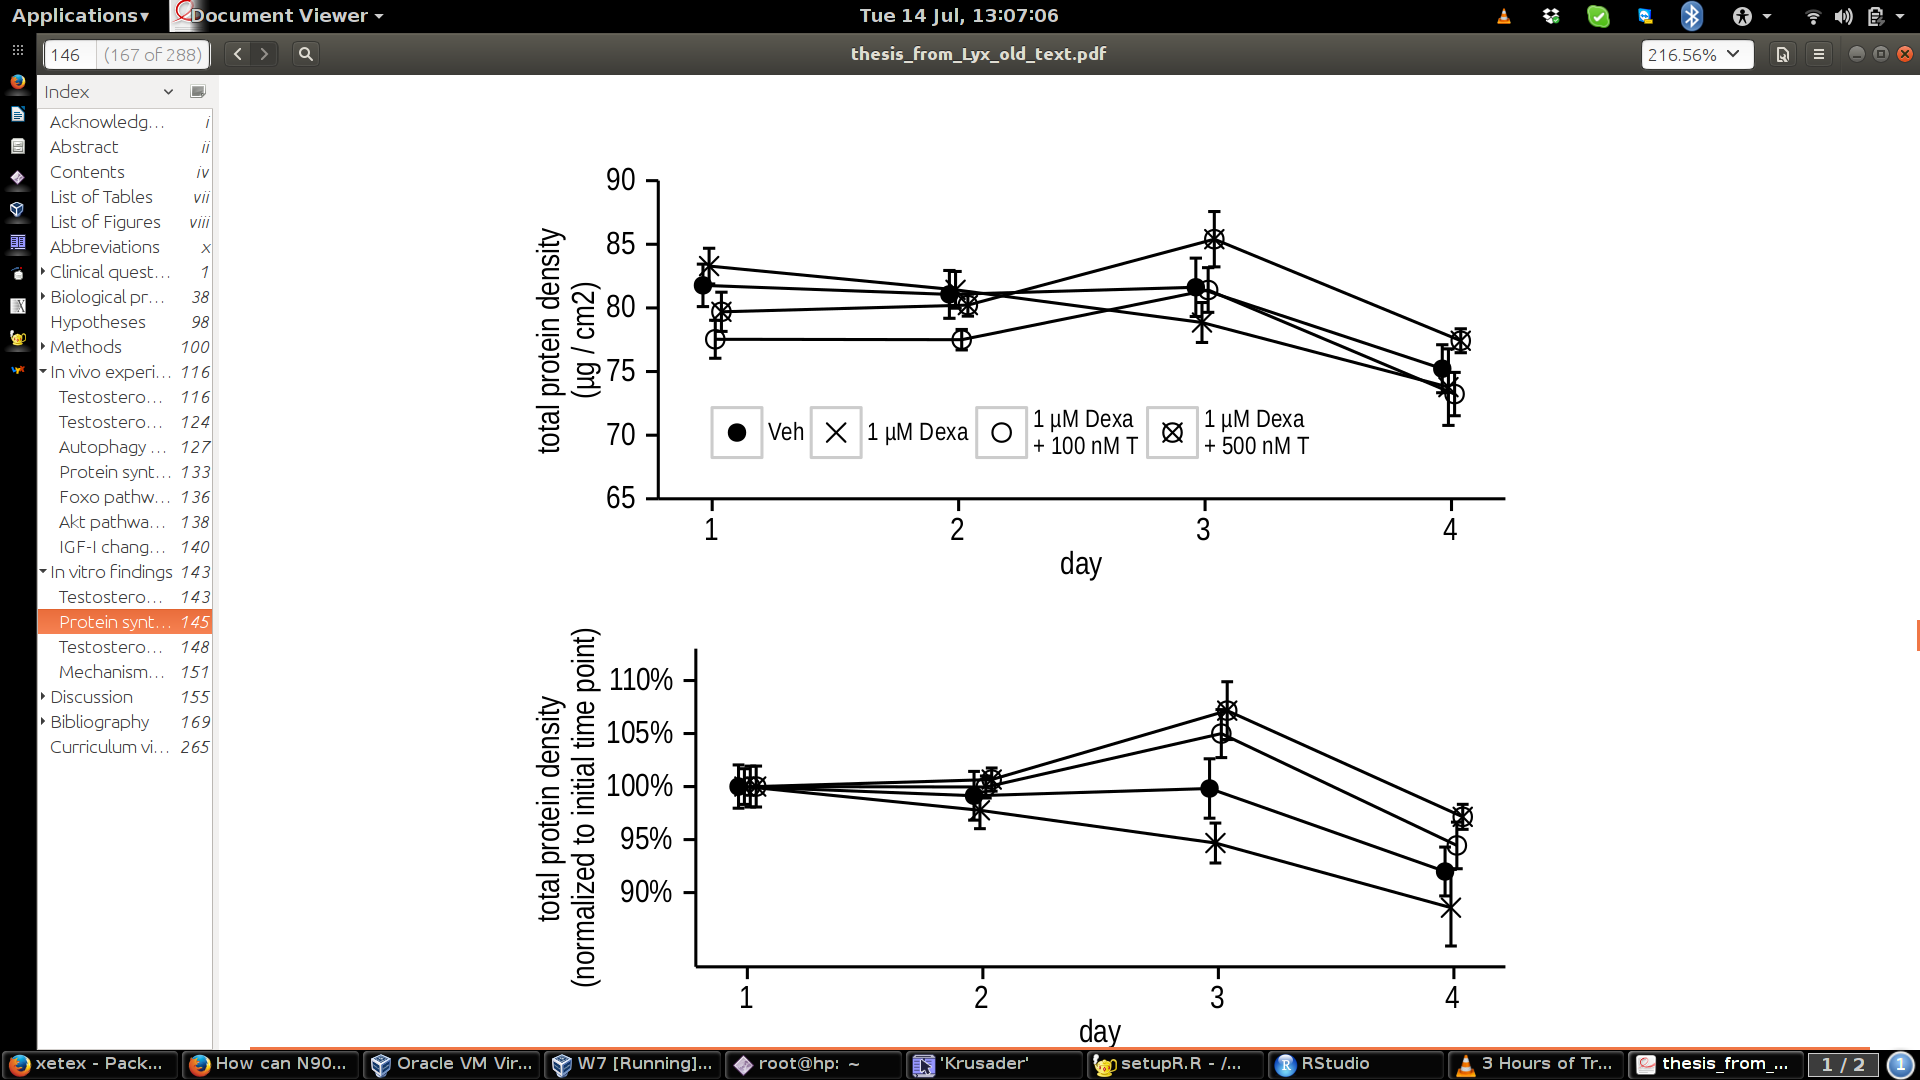 Applications▾ Document Viewer ▾ Tue 14 Jul, 13:07:06
146 (167 of 288) thesis_from_Lyx_old_text.pdf 216.56%
Index
Acknowledg… i
Abstract ii
Contents iv
List of Tables vii
List of Figures viii
Abbreviations x
Clinical quest… 1
Biological pr… 38
Hypotheses 98
Methods 100
In vivo experi… 116
Testostero… 116
Testostero… 124
Autophagy … 127
Protein synt… 133
Foxo pathw… 136
Akt pathwa… 138
IGF-I chang… 140
In vitro findings 143
Testostero… 143
Protein synt… 145
Testostero… 148
Mechanism… 151
Discussion 155
Bibliography 169
Curriculum vi… 265
total protein density
(µg / cm2)
90
85
80
75
70
65
Veh
1 µM Dexa
1 µM Dexa
+ 100 nM T
1 µM Dexa
+ 500 nM T
1 2 3 4
day
total protein density
(normalized to initial time point)
110%
105%
100%
95%
90%
1 2 3 4
day
xetex - Pack... How can N90... Oracle VM Vir... W7 [Running]... root@hp: ~ 'Krusader' setupR.R - /... RStudio 3 Hours of Tr... thesis_from_... 1 / 2 1